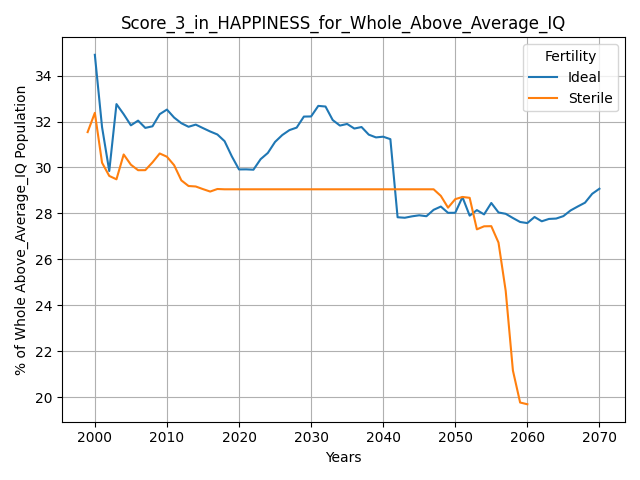 Score_3_in_HAPPINESS_for_Whole_Above_Average_IQ
Fertility
Ideal
Sterile
% of Whole Above_Average_IQ Population
34
32
30
28
26
24
22
20
2000
2010
2020
2030
2040
2050
2060
2070
Years